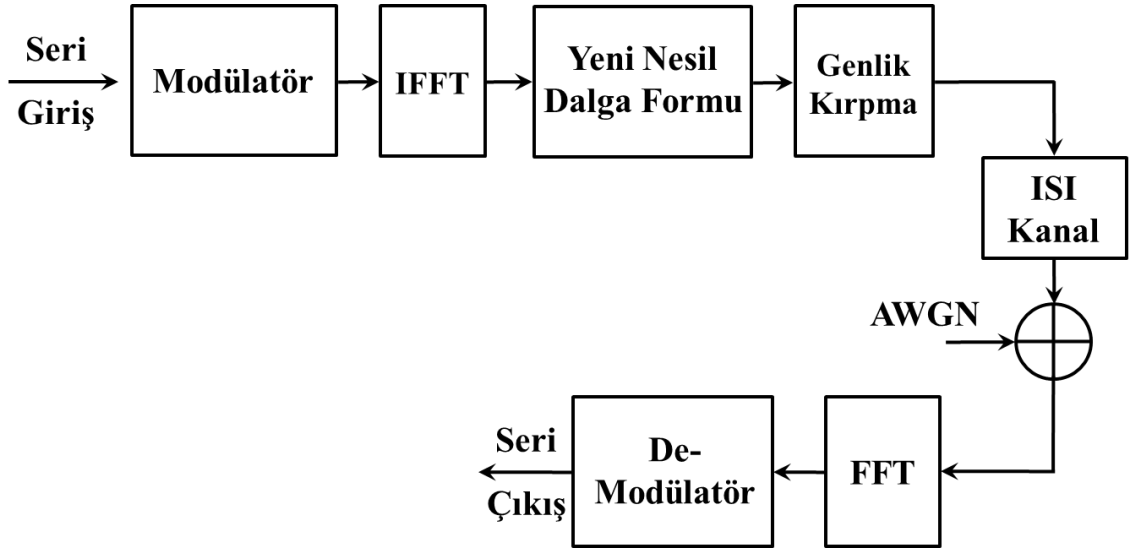 Seri
Giriş
Modülatör
IFFT
Yeni Nesil
Dalga Formu
Genlik
Kırpma
ISI
Kanal
AWGN
FFT
De-
Modülatör
Seri
Çıkış